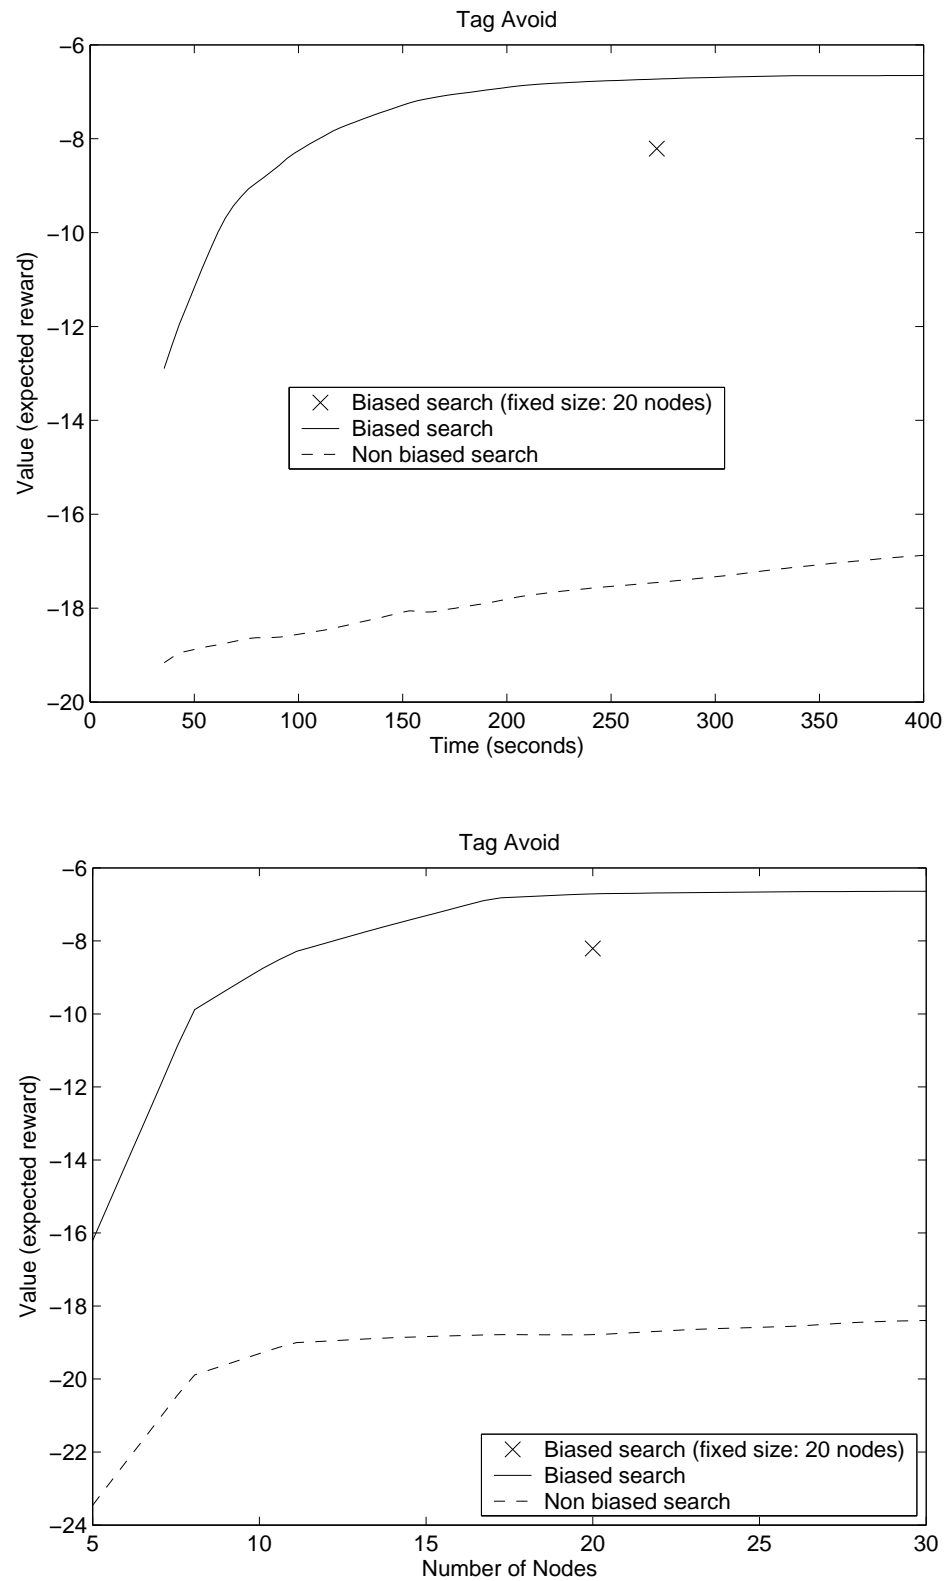 Tag Avoid
−6
−8
−10
−12
−14
−16
−18
−20
Value (expected reward)
Biased search (fixed size: 20 nodes)
Biased search
Non biased search
0 50 100 150 200 250 300 350 400
Time (seconds)
Tag Avoid
−6
−8
−10
−12
−14
−16
−18
−20
−22
−24
Value (expected reward)
Biased search (fixed size: 20 nodes)
Biased search
Non biased search
5 10 15 20 25 30
Number of Nodes